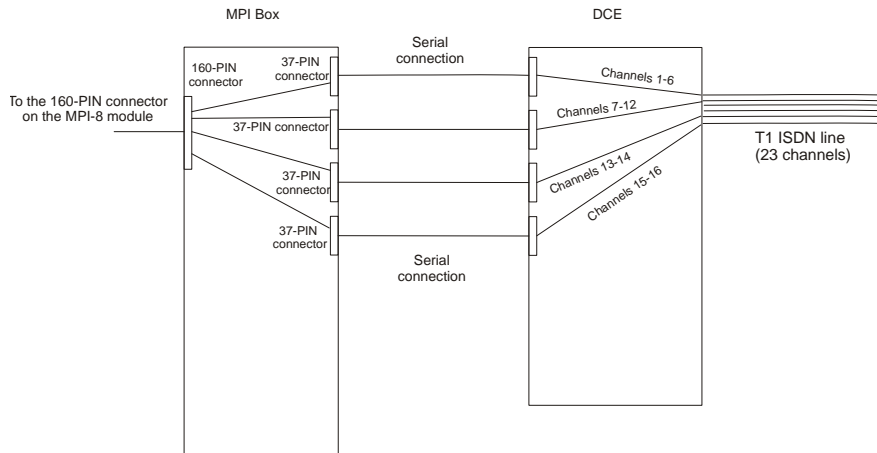 MPI Box
DCE
Serial
connection
160-PIN
connector
37-PIN
connector
To the 160-PIN connector
on the MPI-8 module
37-PIN connector
37-PIN
connector
37-PIN
connector
Serial
connection
Channels 1-6
Channels 7-12
Channels 13-14
Channels 15-16
T1 ISDN line
(23 channels)